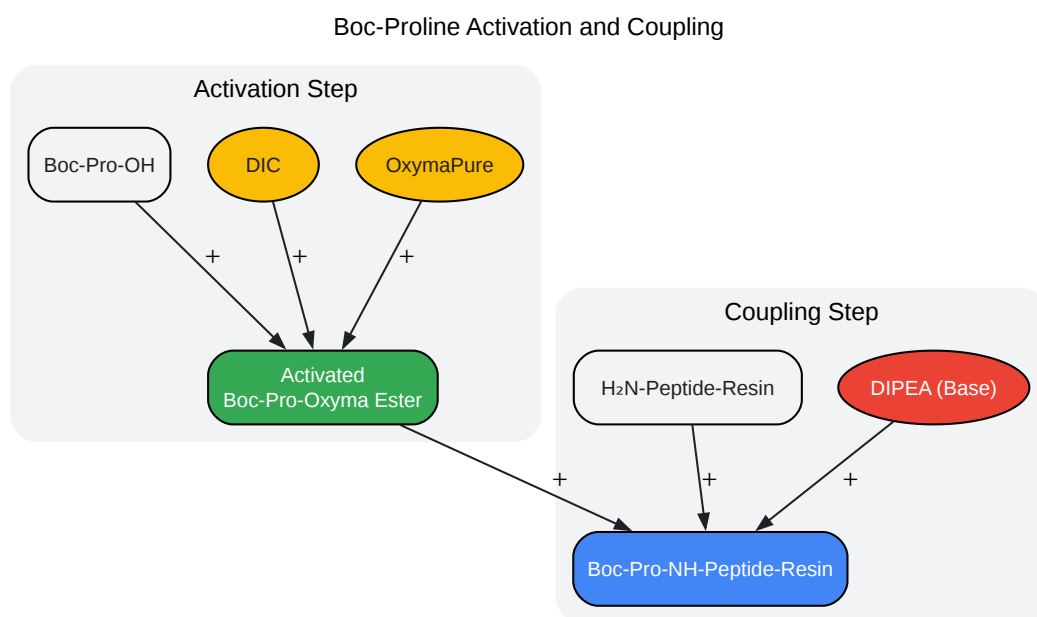 Boc-Proline Activation and Coupling
Activation Step
Boc-Pro-OH
DIC
OxymaPure
+
+
+
Activated
Boc-Pro-Oxyma Ester
Coupling Step
H₂N-Peptide-Resin
DIPEA (Base)
+
+
+
Boc-Pro-NH-Peptide-Resin